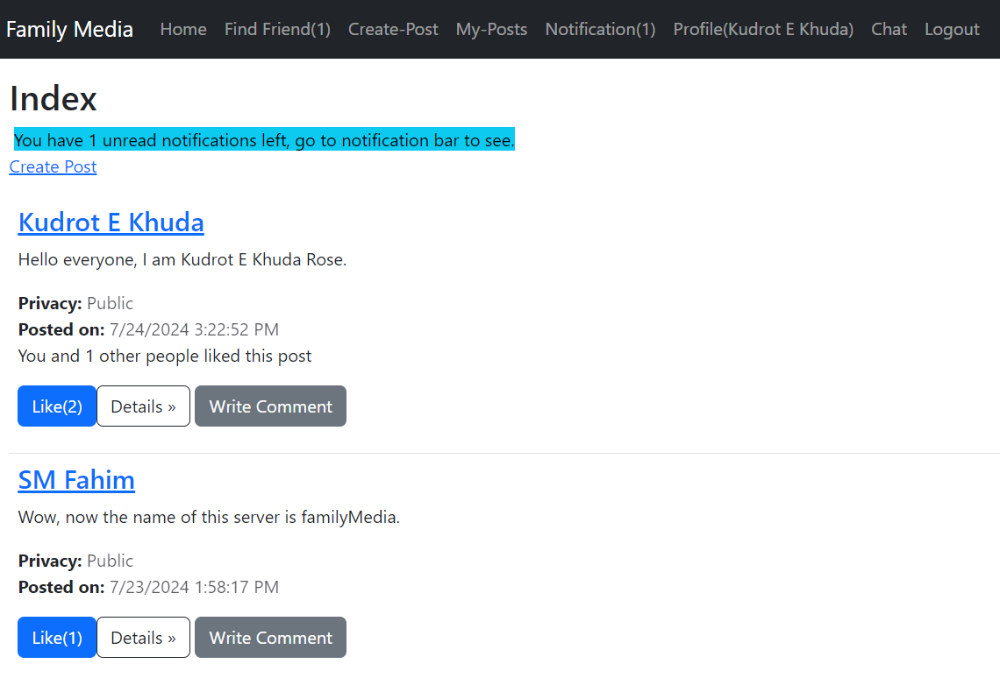 Family Media Home Find Friend(1) Create-Post My-Posts Notification(1) Profile(Kudrot E Khuda) Chat Logout
Index
You have 1 unread notifications left, go to notification bar to see.
Create Post
Kudrot E Khuda
Hello everyone, I am Kudrot E Khuda Rose.
Privacy: Public
Posted on: 7/24/2024 3:22:52 PM
You and 1 other people liked this post
Like(2) Details » Write Comment
SM Fahim
Wow, now the name of this server is familyMedia.
Privacy: Public
Posted on: 7/23/2024 1:58:17 PM
Like(1) Details » Write Comment